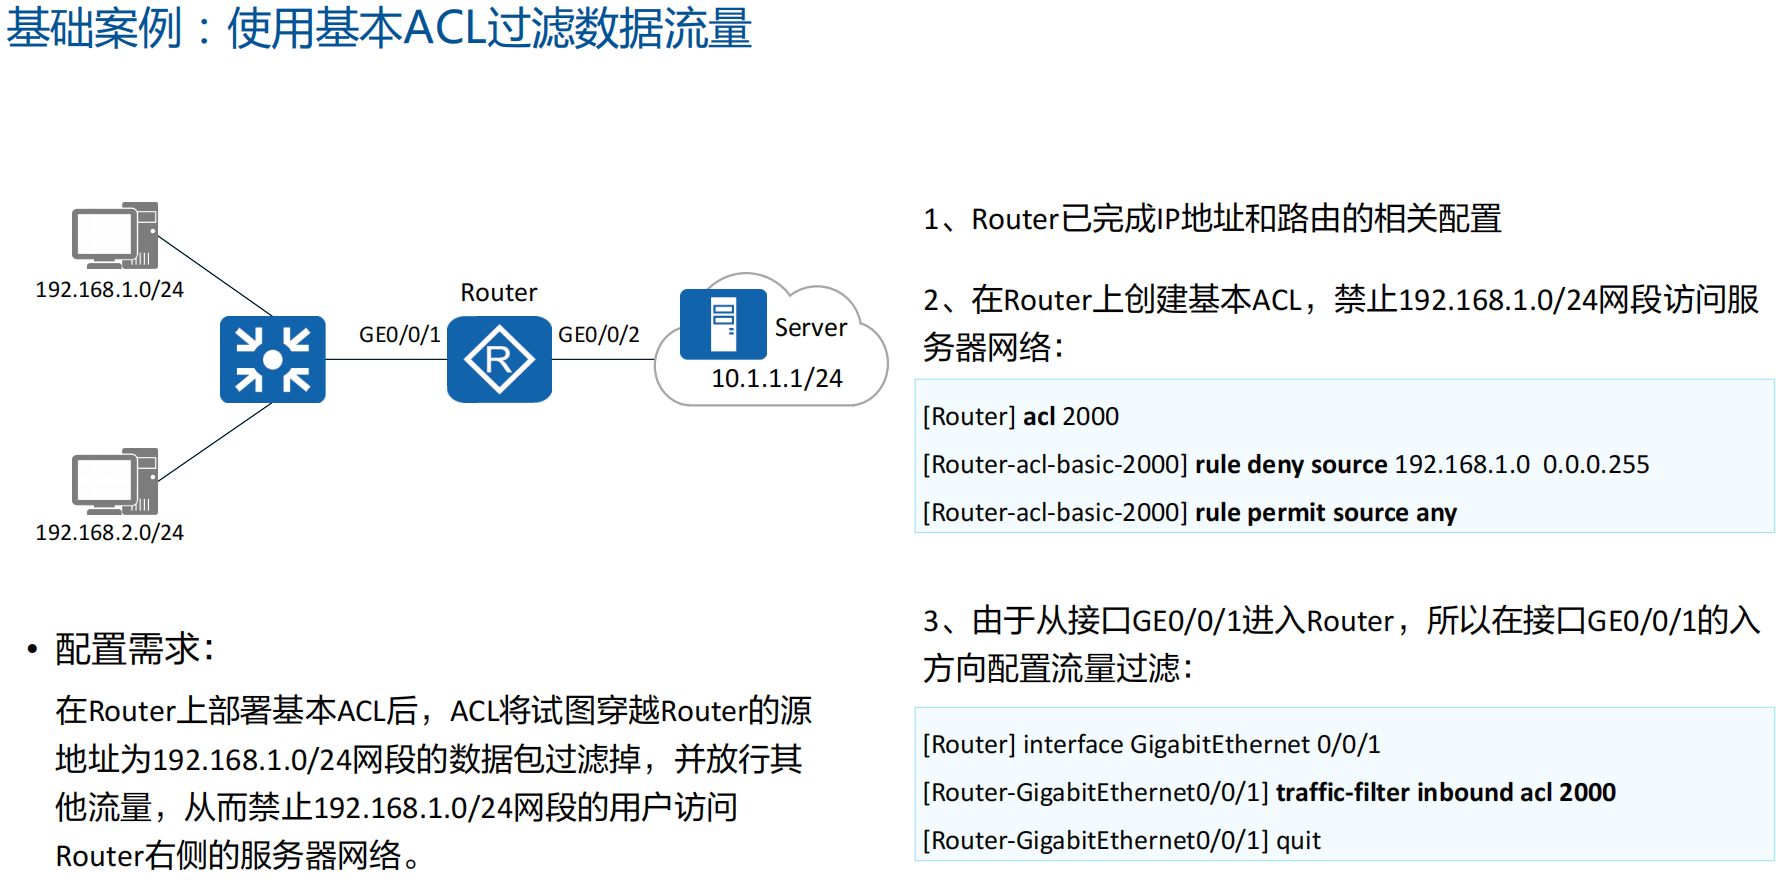 基础案例：使用基本ACL过滤数据流量
192.168.1.0/24
192.168.2.0/24
GE0/0/1
Router
R
GE0/0/2
Server
10.1.1.1/24
• 配置需求：
在Router上部署基本ACL后，ACL将试图穿越Router的源
地址为192.168.1.0/24网段的数据包过滤掉，并放行其
他流量，从而禁止192.168.1.0/24网段的用户访问
Router右侧的服务器网络。
1、Router已完成IP地址和路由的相关配置
2、在Router上创建基本ACL，禁止192.168.1.0/24网段访问服
务器网络：
[Router] acl 2000
[Router-acl-basic-2000] rule deny source 192.168.1.0  0.0.0.255
[Router-acl-basic-2000] rule permit source any
3、由于从接口GE0/0/1进入Router，所以在接口GE0/0/1的入
方向配置流量过滤：
[Router] interface GigabitEthernet 0/0/1
[Router-GigabitEthernet0/0/1] traffic-filter inbound acl 2000
[Router-GigabitEthernet0/0/1] quit